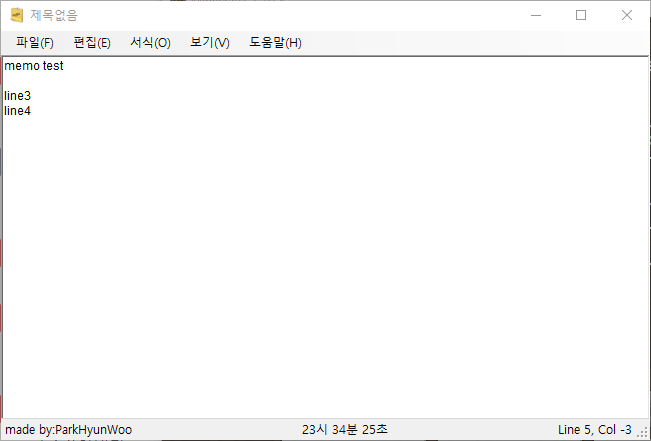 제목없음
파일(F) 편집(E) 서식(O) 보기(V) 도움말(H)
memo test
line3
line4
made by:ParkHyunWoo 23시 34분 25초 Line 5, Col -3